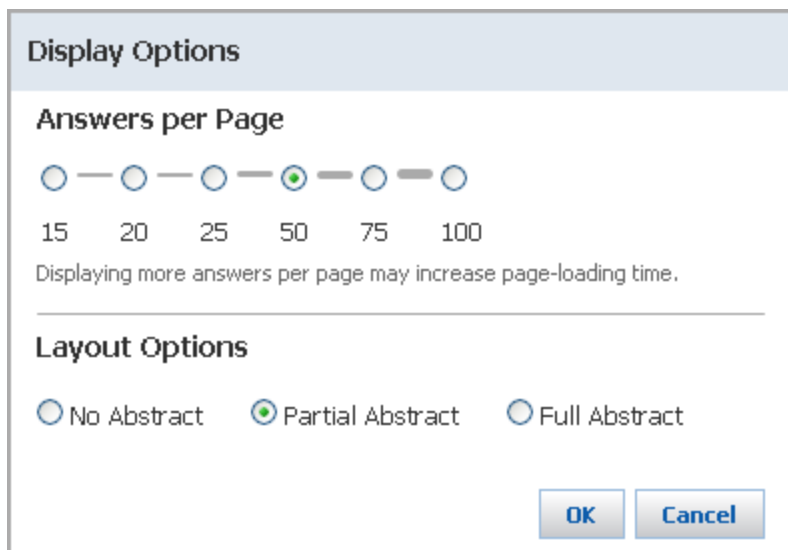 Display Options
Answers per Page
15 20 25 50 75 100
Displaying more answers per page may increase page-loading time.
Layout Options
No Abstract Partial Abstract Full Abstract
OK Cancel